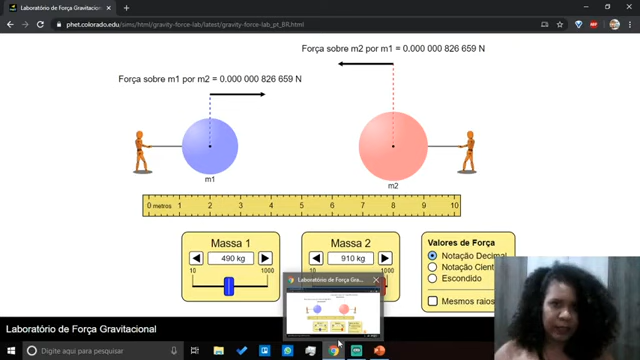 Laboratório de Força Gravitacional
phet.colorado.edu/sims/html/gravity-force-lab/latest/gravity-force-lab_pt_BR.html
Força sobre m2 por m1 = 0.000 000 826 659 N
Força sobre m1 por m2 = 0.000 000 826 659 N
m1
m2
0 metros 1 2 3 4 5 6 7 8 9 10
Massa 1
490 kg
10 1000
Massa 2
910 kg
10 1000
Valores de Força
Notação Decimal
Notação Cient
Escondido
Mesmos raios
Laboratório de Força Gra...
Laboratório de Força Gravitacional
Digite aqui para pesquisar